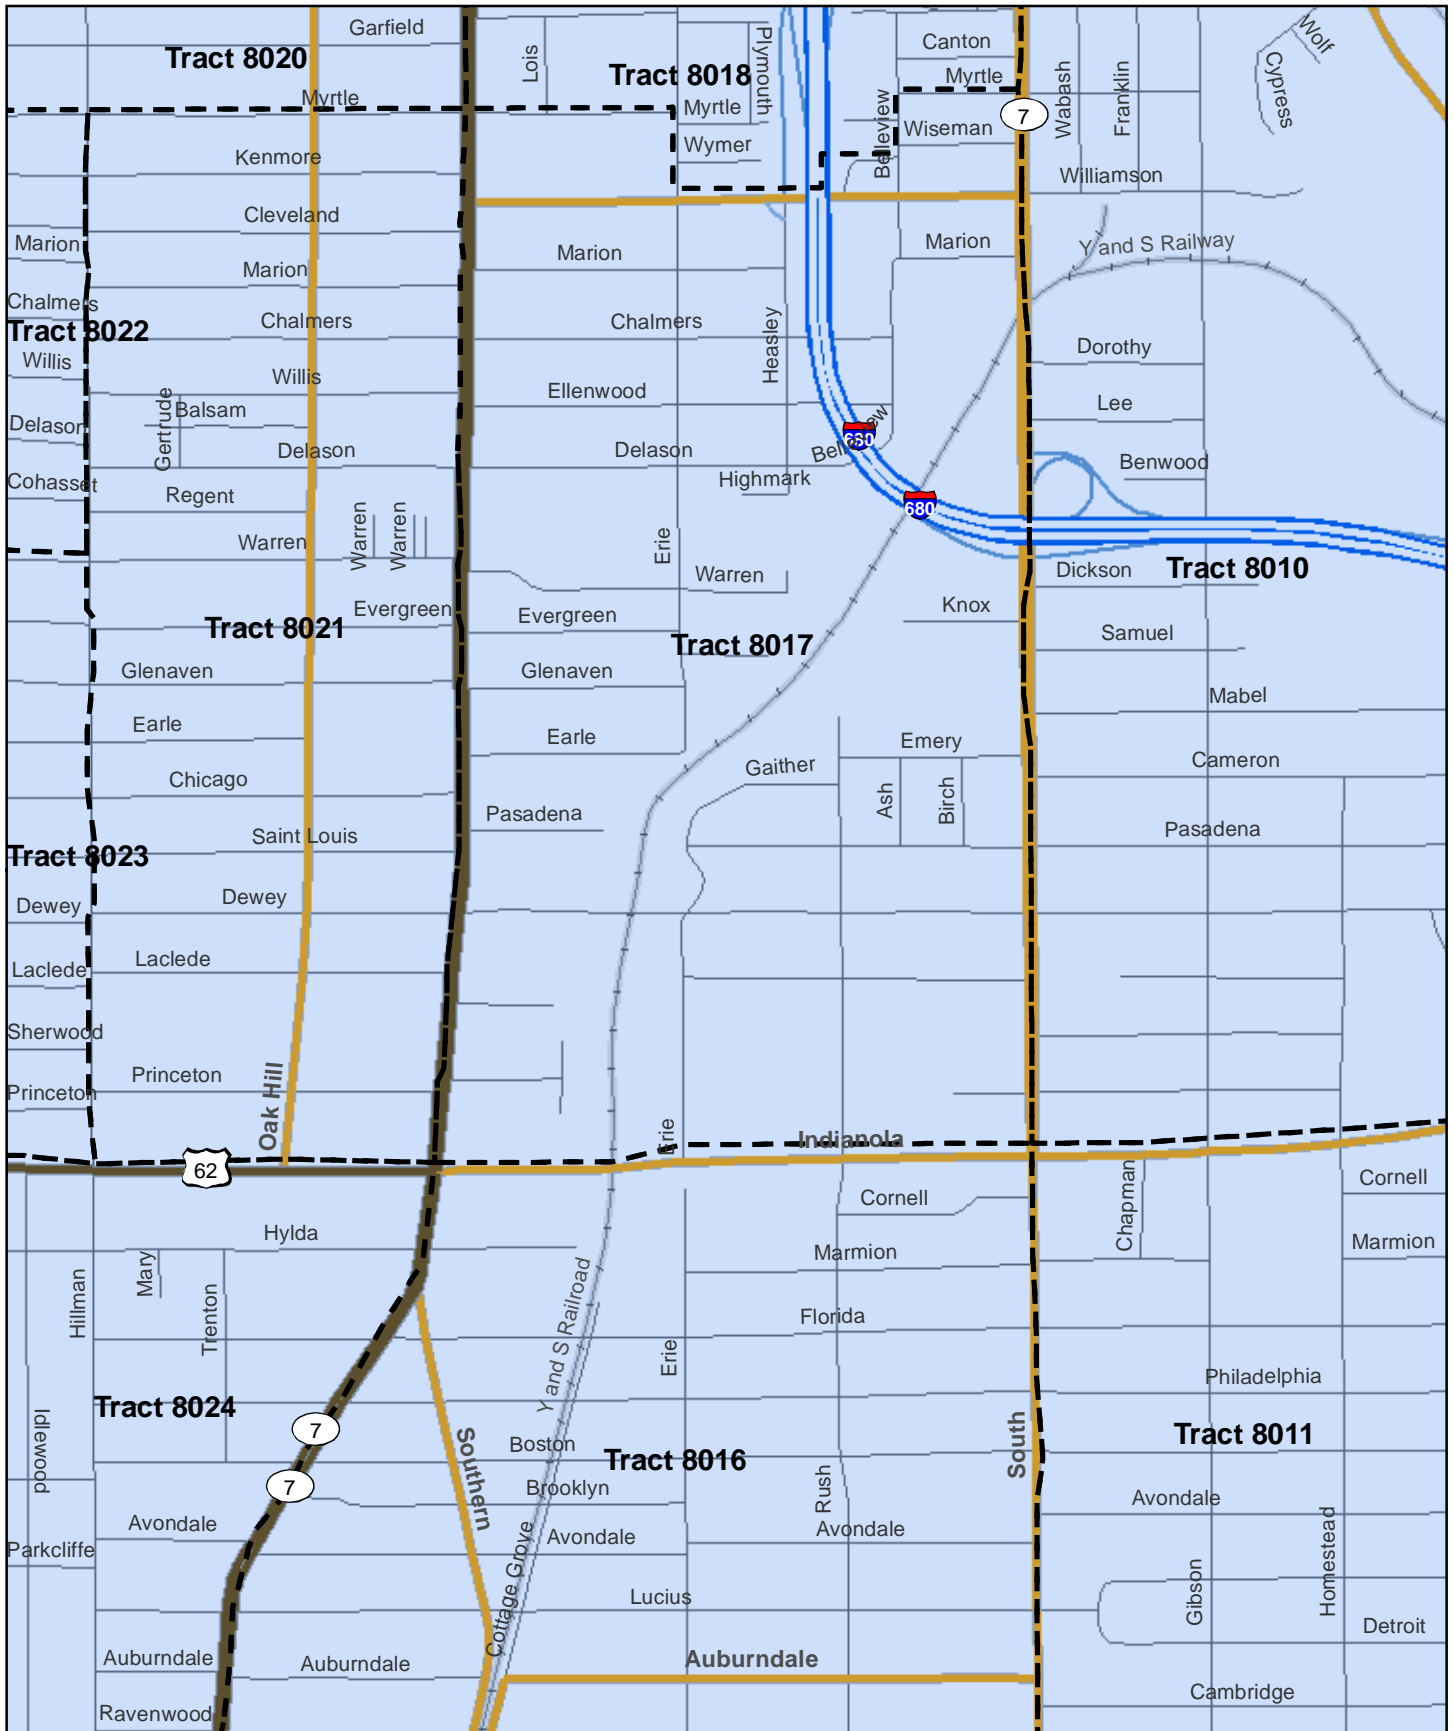 Garfield
Tract 8020
Lois
Plymouth
Tract 8018
Canton
Wolf
Cypress
Myrtle
Myrtle
Myrtle
Wabash
Franklin
7
Belleview
Wiseman
Wymer
Kenmore
Williamson
Cleveland
Marion
Marion
Marion
Marion
Y and S Railway
Chalmers
Chalmers
Chalmers
Tract 8022
Heasley
Dorothy
Willis
Willis
Ellenwood
Gertrude
Balsam
Lee
Delason
Delason
Delason
Belleview
680
Benwood
Cohasset
Regent
Highmark
680
Warren
Warren
Warren
Erie
Warren
Dickson
Tract 8010
Evergreen
Evergreen
Knox
Tract 8021
Tract 8017
Samuel
Glenaven
Glenaven
Mabel
Earle
Earle
Emery
Cameron
Chicago
Gaither
Ash
Birch
Pasadena
Pasadena
Saint Louis
Tract 8023
Dewey
Dewey
Laclede
Laclede
Sherwood
Princeton
Princeton
Oak Hill
Erie
Indianola
62
Cornell
Cornell
Chapman
Hylda
Marmion
Marmion
Mary
Hillman
Trenton
Y and S Railroad
Florida
Erie
Philadelphia
Tract 8024
7
Idlewood
Southern
Boston
Tract 8016
South
Tract 8011
7
Brooklyn
Rush
Avondale
Avondale
Avondale
Avondale
Homestead
Parkcliffe
Cottage Grove
Lucius
Gibson
Detroit
Auburndale
Auburndale
Auburndale
Cambridge
Ravenwood